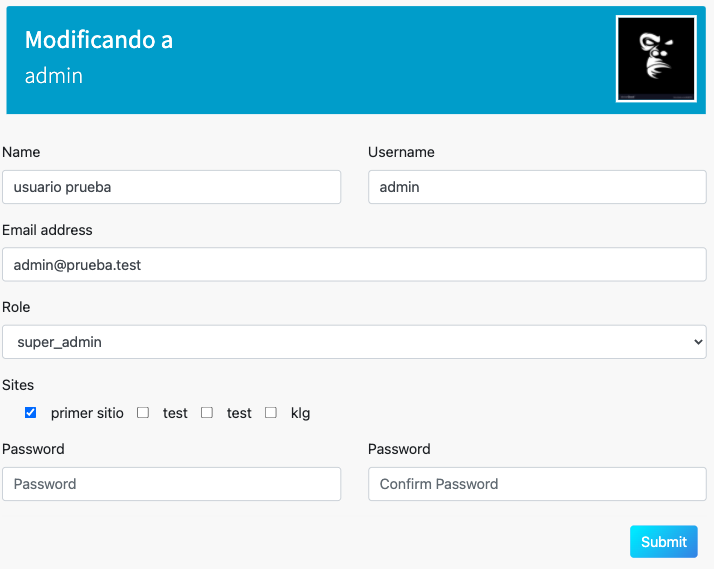 Modificando a
admin
Name Username
usuario prueba admin
Email address
admin@prueba.test
Role
super_admin
Sites
primer sitio test test klg
Password Password
Password Confirm Password
Submit